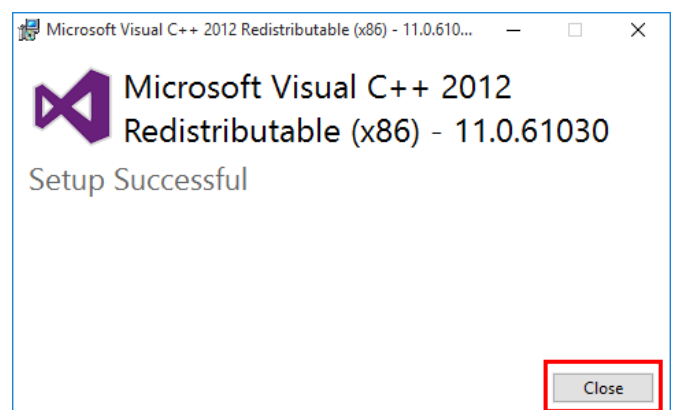 Microsoft Visual C++ 2012 Redistributable (x86) - 11.0.610...
Microsoft Visual C++ 2012
Redistributable (x86) - 11.0.61030
Setup Successful
Close